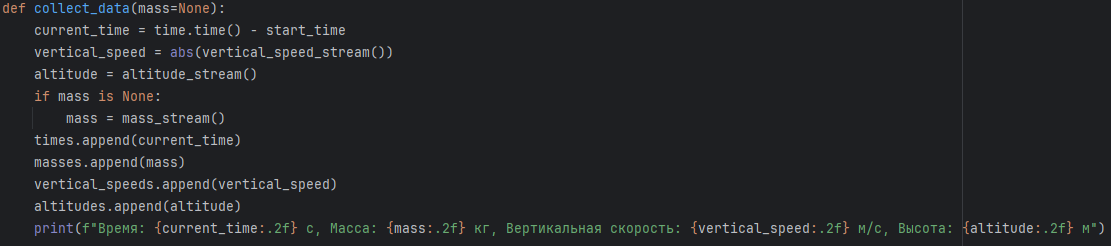 def collect_data(mass=None):
    current_time = time.time() - start_time
    vertical_speed = abs(vertical_speed_stream())
    altitude = altitude_stream()
    if mass is None:
        mass = mass_stream()
    times.append(current_time)
    masses.append(mass)
    vertical_speeds.append(vertical_speed)
    altitudes.append(altitude)
    print(f"Время: {current_time:.2f} с, Масса: {mass:.2f} кг, Вертикальная скорость: {vertical_speed:.2f} м/с, Высота: {altitude:.2f} м")